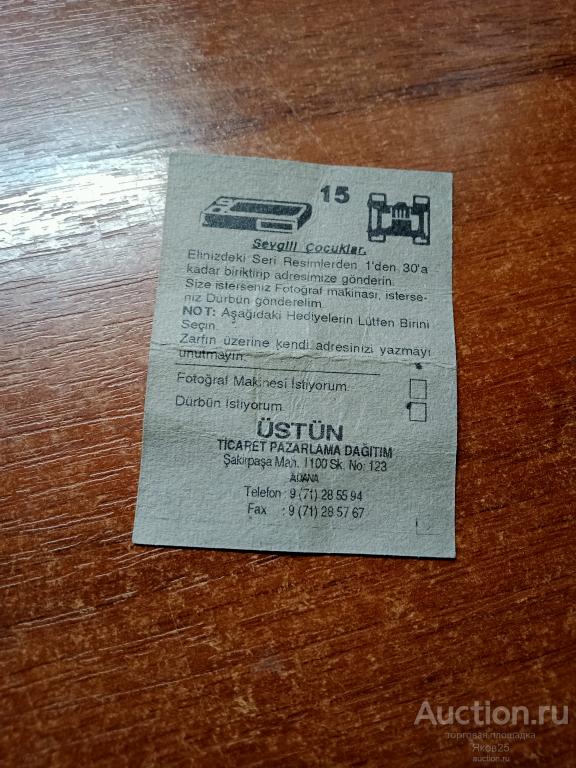 15
Sevgili Çocuklar.
Elinizdeki Seri Resimlerden 1'den 30'a
kadar biriktirip adresimize gönderin.
Size isterseniz Fotoğraf makinası, isterse-
niz Dürbün gönderelim.
NOT: Aşağıdaki Hediyelerin Lütfen Birini
Seçin.
Zarfın üzerine kendi adresinizi yazmayı
unutmayın.
Fotoğraf Makinesi İstiyorum
Dürbün İstiyorum
ÜSTÜN
TİCARET PAZARLAMA DAĞITIM
Şakirpaşa Mah. 1100 Sk. No: 123
ADANA
Telefon : 9 (71) 28 55 94
Fax : 9 (71) 28 57 67
Auction.ru
торговая площадка
Яков25
auction.ru